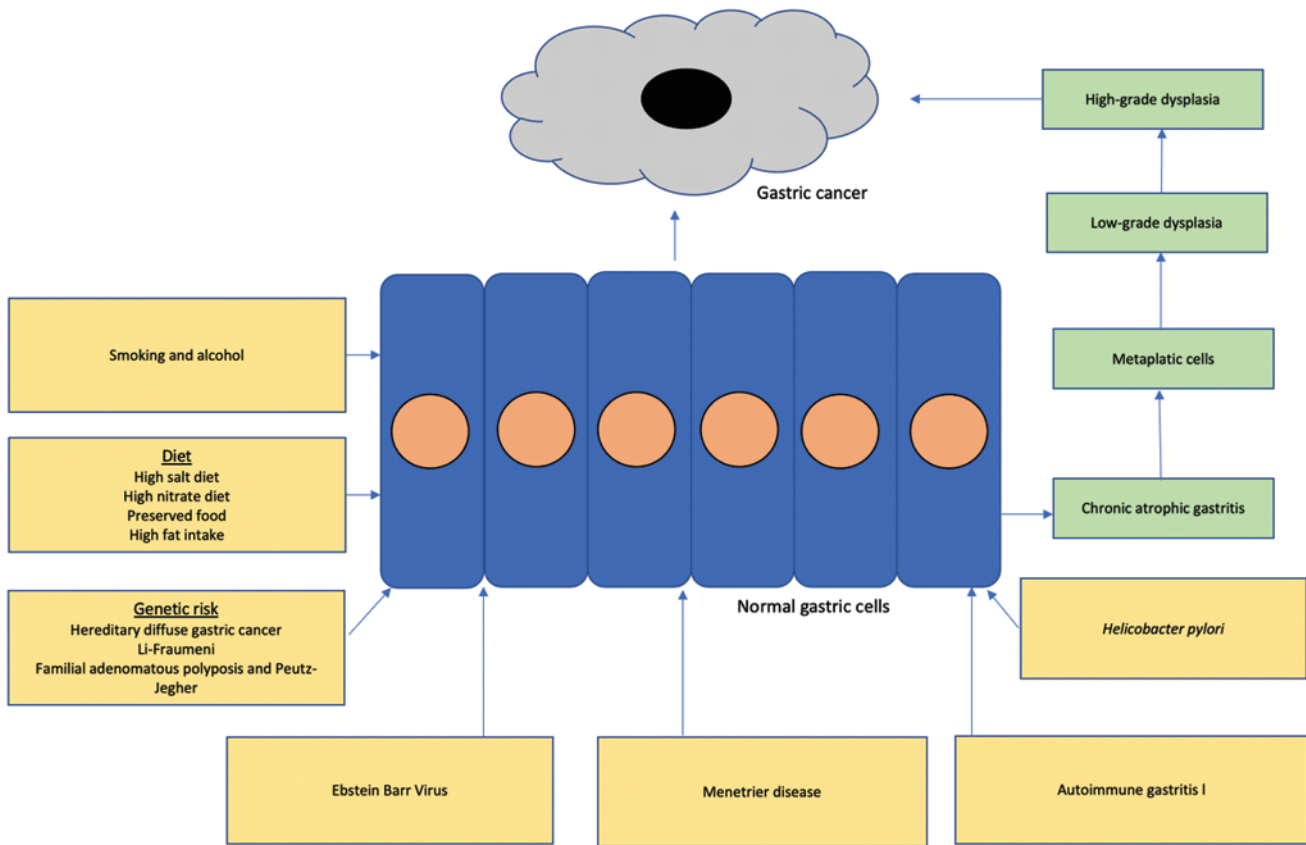 High-grade dysplasia
Gastric cancer
Low-grade dysplasia
Smoking and alcohol
Metaplatic cells
Diet
High salt diet
High nitrate diet
Preserved food
High fat intake
Chronic atrophic gastritis
Normal gastric cells
Genetic risk
Hereditary diffuse gastric cancer
Li-Fraumeni
Familial adenomatous polyposis and Peutz-
Jegher
Helicobacter pylori
Ebstein Barr Virus
Menetrier disease
Autoimmune gastritis l